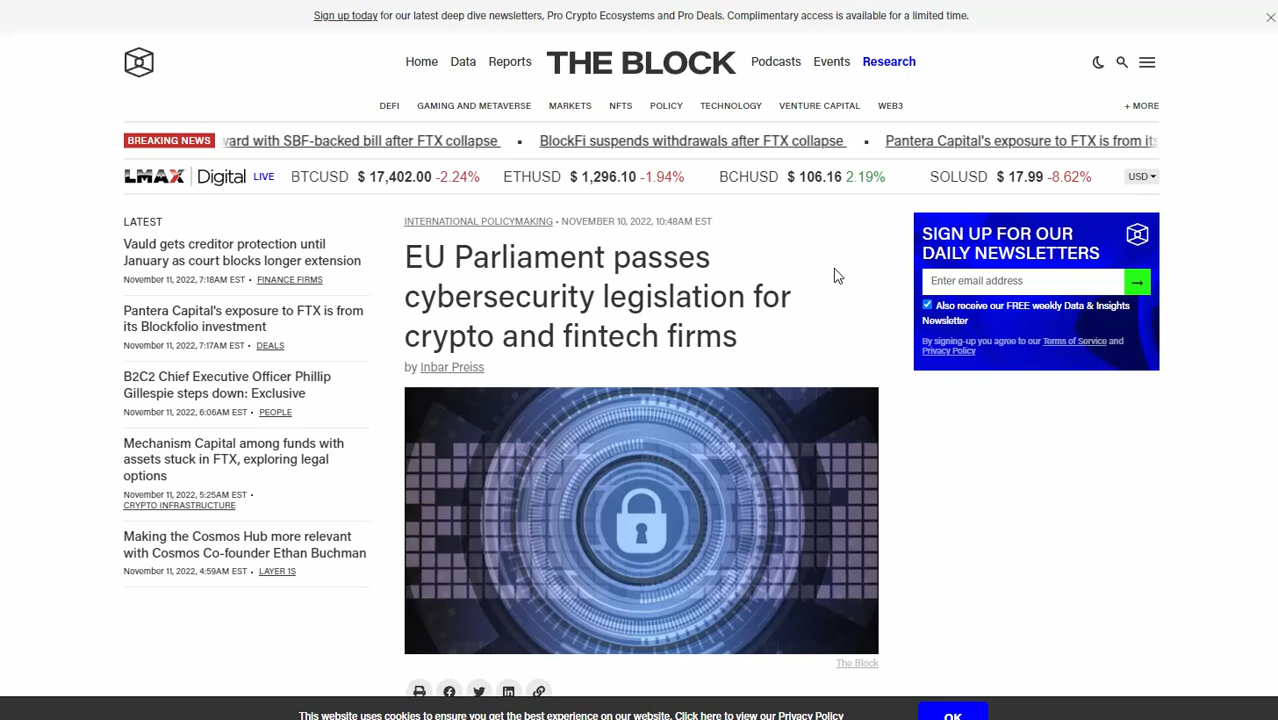 Sign up today for our latest deep dive newsletters, Pro Crypto Ecosystems and Pro Deals. Complimentary access is available for a limited time.
Home Data Reports THE BLOCK Podcasts Events Research
DEFI GAMING AND METAVERSE MARKETS NFTS POLICY TECHNOLOGY VENTURE CAPITAL WEB3 + MORE
BREAKING NEWS ward with SBF-backed bill after FTX collapse ▪ BlockFi suspends withdrawals after FTX collapse ▪ Pantera Capital's exposure to FTX is from its
LMAX Digital LIVE BTCUSD $ 17,402.00 -2.24% ETHUSD $ 1,296.10 -1.94% BCHUSD $ 106.16 2.19% SOLUSD $ 17.99 -8.62% USD
LATEST
Vauld gets creditor protection until
January as court blocks longer extension
November 11, 2022, 7:18AM EST • FINANCE FIRMS
Pantera Capital's exposure to FTX is from
its Blockfolio investment
November 11, 2022, 7:17AM EST • DEALS
B2C2 Chief Executive Officer Phillip
Gillespie steps down: Exclusive
November 11, 2022, 6:06AM EST • PEOPLE
Mechanism Capital among funds with
assets stuck in FTX, exploring legal
options
November 11, 2022, 5:25AM EST •
CRYPTO INFRASTRUCTURE
Making the Cosmos Hub more relevant
with Cosmos Co-founder Ethan Buchman
November 11, 2022, 4:59AM EST • LAYER 1S
INTERNATIONAL POLICYMAKING • NOVEMBER 10, 2022, 10:48AM EST
EU Parliament passes
cybersecurity legislation for
crypto and fintech firms
by Inbar Preiss
The Block
SIGN UP FOR OUR
DAILY NEWSLETTERS
Enter email address →
Also receive our FREE weekly Data & Insights
Newsletter
By signing-up you agree to our Terms of Service and
Privacy Policy
This website uses cookies to ensure you get the best experience on our website. Click here to view our Privacy Policy OK